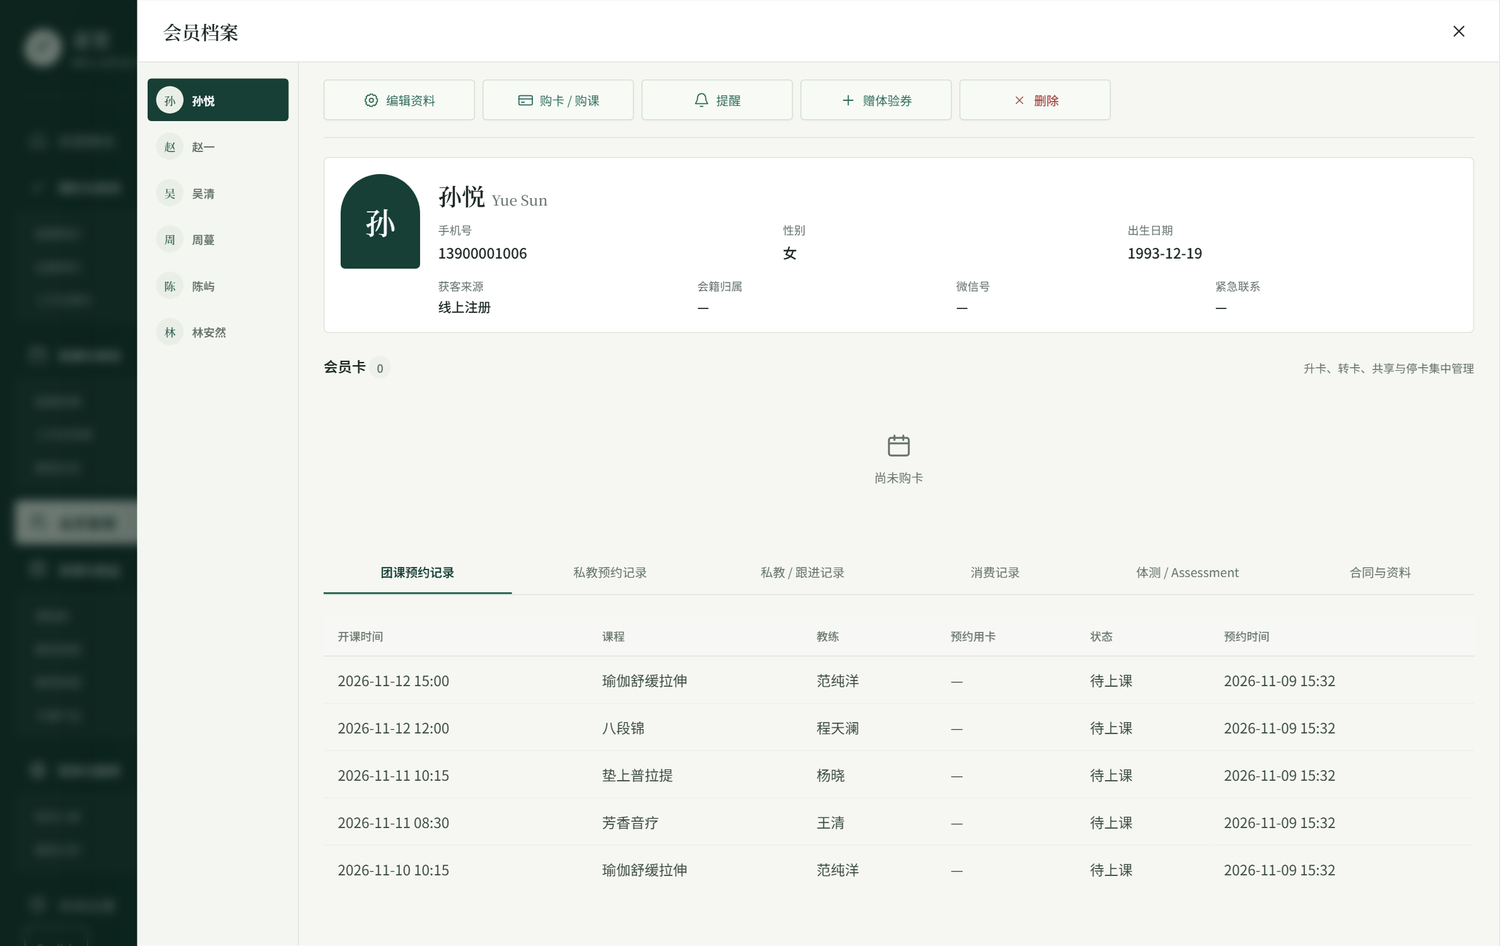 会员档案
孙 孙悦
赵 赵一
吴 吴清
周 周蔓
陈 陈屿
林 林安然
编辑资料 购卡 / 购课 提醒 赠体验券 删除
孙
孙悦 Yue Sun
手机号 性别 出生日期
13900001006 女 1993-12-19
获客来源 会籍归属 微信号 紧急联系
线上注册 — — —
会员卡 0 升卡、转卡、共享与停卡集中管理
尚未购卡
团课预约记录 私教预约记录 私教 / 跟进记录 消费记录 体测 / Assessment 合同与资料
开课时间 课程 教练 预约用卡 状态 预约时间
2026-11-12 15:00 瑜伽舒缓拉伸 范纯洋 — 待上课 2026-11-09 15:32
2026-11-12 12:00 八段锦 程天澜 — 待上课 2026-11-09 15:32
2026-11-11 10:15 垫上普拉提 杨晓 — 待上课 2026-11-09 15:32
2026-11-11 08:30 芳香音疗 王清 — 待上课 2026-11-09 15:32
2026-11-10 10:15 瑜伽舒缓拉伸 范纯洋 — 待上课 2026-11-09 15:32